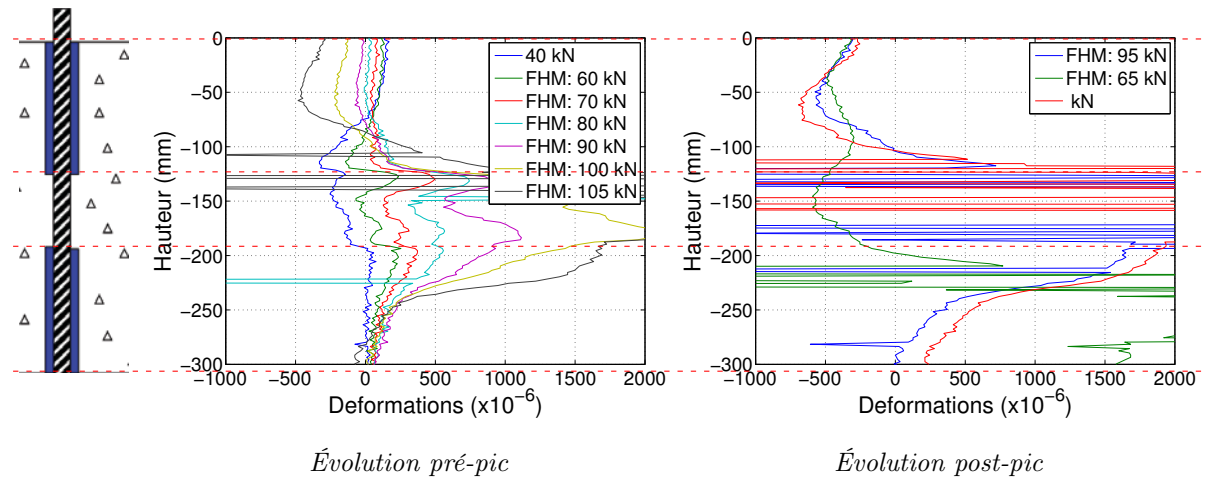 0
−50
−100
−150
−200
−250
−300
Hauteur (mm)
−1000 −500 0 500 1000 1500 2000
Deformations (x10⁻⁶)
40 kN
FHM: 60 kN
FHM: 70 kN
FHM: 80 kN
FHM: 90 kN
FHM: 100 kN
FHM: 105 kN
Évolution pré-pic
0
−50
−100
−150
−200
−250
−300
Hauteur (mm)
−1000 −500 0 500 1000 1500 2000
Deformations (x10⁻⁶)
FHM: 95 kN
FHM: 65 kN
kN
Évolution post-pic